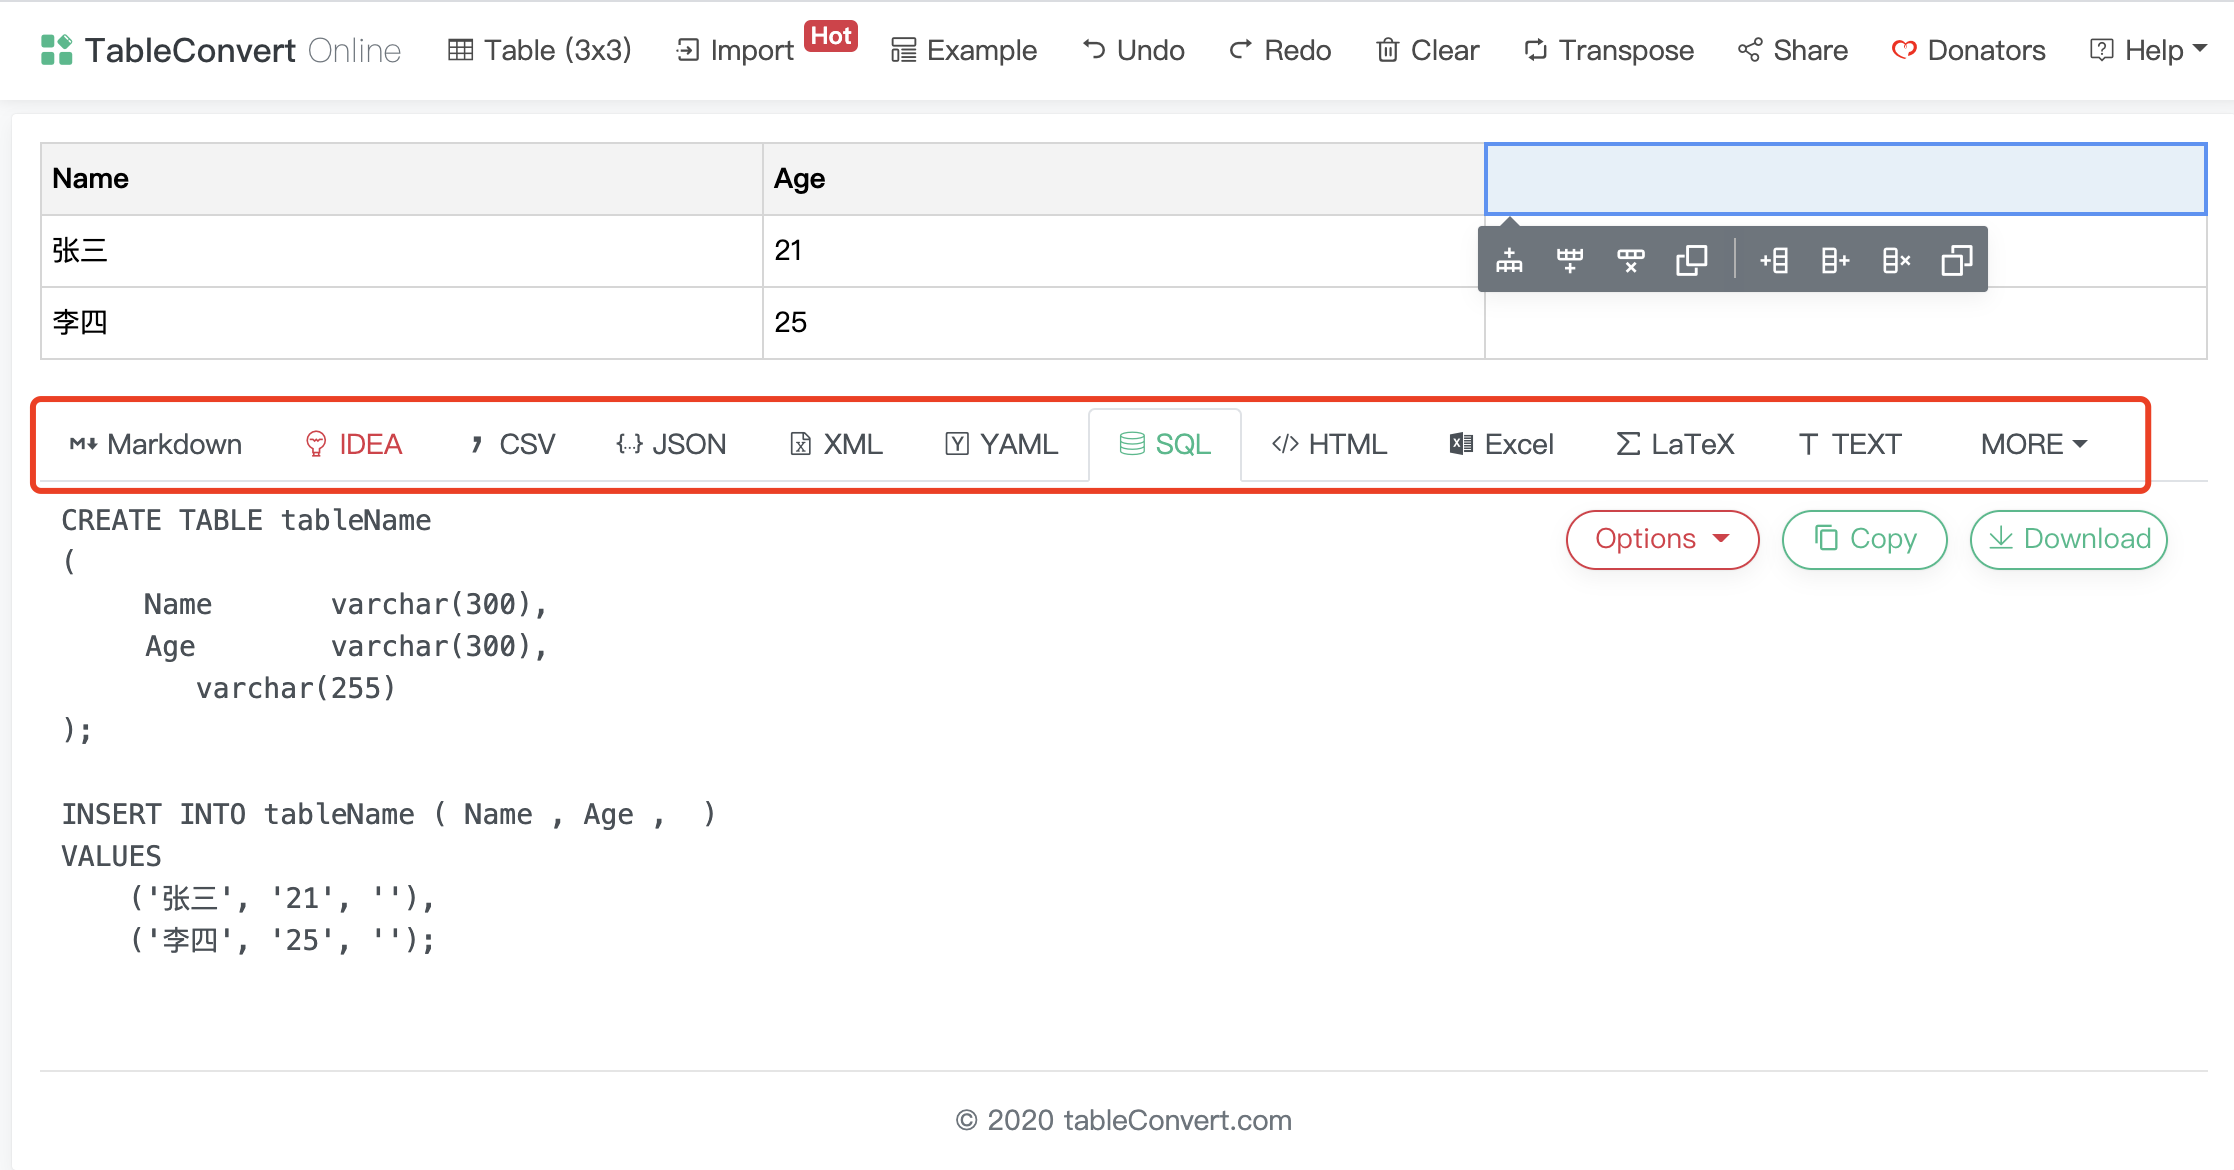 TableConvert Online Table (3x3) Import Hot Example Undo Redo Clear Transpose Share Donators Help
Name Age
张三 21
李四 25
Markdown IDEA CSV JSON XML YAML SQL HTML Excel LaTeX TEXT MORE
Options Copy Download
CREATE TABLE tableName
(
Name varchar(300),
Age varchar(300),
varchar(255)
);
INSERT INTO tableName ( Name , Age ,  )
VALUES
('张三', '21', ''),
('李四', '25', '');
© 2020 tableConvert.com